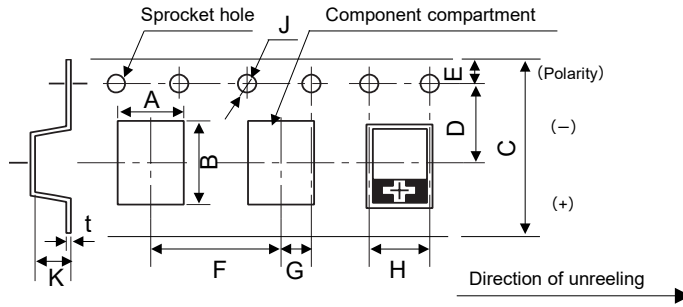 Sprocket hole
J
Component compartment
E
(Polarity)
A
D
B
C
(−)
t
(+)
K
F
G
H
Direction of unreeling